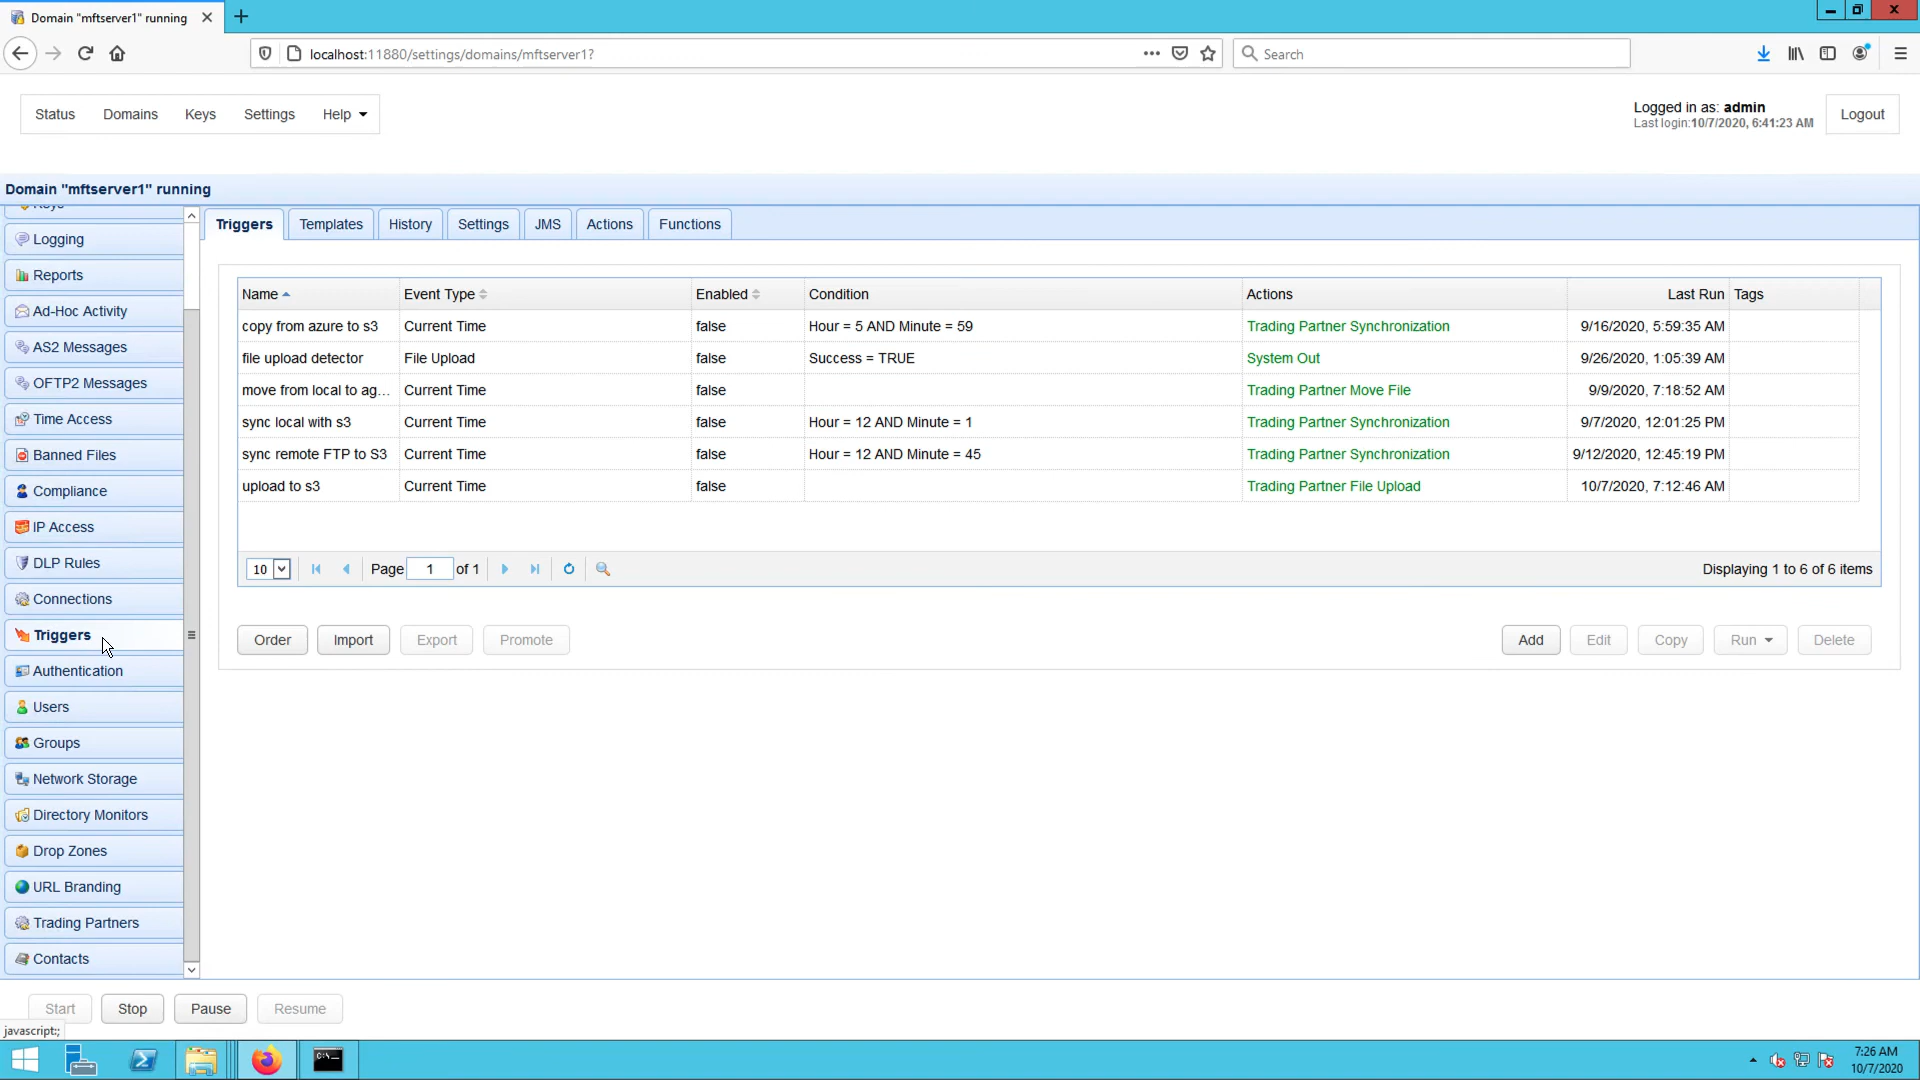 Domain "mftserver1" running
localhost:11880/settings/domains/mftserver1?
Search
Status Domains Keys Settings Help
Logged in as: admin
Last login:10/7/2020, 6:41:23 AM
Logout
Domain "mftserver1" running
Keys
Logging
Reports
Ad-Hoc Activity
AS2 Messages
OFTP2 Messages
Time Access
Banned Files
Compliance
IP Access
DLP Rules
Connections
Triggers
Authentication
Users
Groups
Network Storage
Directory Monitors
Drop Zones
URL Branding
Trading Partners
Contacts
Triggers Templates History Settings JMS Actions Functions
Name Event Type Enabled Condition Actions Last Run Tags
copy from azure to s3 Current Time false Hour = 5 AND Minute = 59 Trading Partner Synchronization 9/16/2020, 5:59:35 AM
file upload detector File Upload false Success = TRUE System Out 9/26/2020, 1:05:39 AM
move from local to ag... Current Time false Trading Partner Move File 9/9/2020, 7:18:52 AM
sync local with s3 Current Time false Hour = 12 AND Minute = 1 Trading Partner Synchronization 9/7/2020, 12:01:25 PM
sync remote FTP to S3 Current Time false Hour = 12 AND Minute = 45 Trading Partner Synchronization 9/12/2020, 12:45:19 PM
upload to s3 Current Time false Trading Partner File Upload 10/7/2020, 7:12:46 AM
10 Page 1 of 1 Displaying 1 to 6 of 6 items
Order Import Export Promote Add Edit Copy Run Delete
Start Stop Pause Resume
javascript:;
7:26 AM
10/7/2020